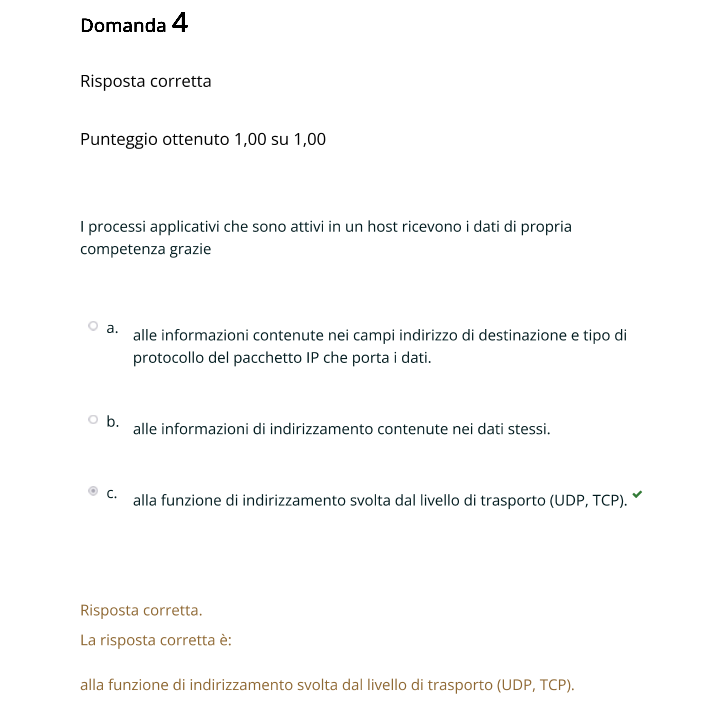 Domanda 4
Risposta corretta
Punteggio ottenuto 1,00 su 1,00
I processi applicativi che sono attivi in un host ricevono i dati di propria
competenza grazie
a.
alle informazioni contenute nei campi indirizzo di destinazione e tipo di
protocollo del pacchetto IP che porta i dati.
b.
alle informazioni di indirizzamento contenute nei dati stessi.
c.
alla funzione di indirizzamento svolta dal livello di trasporto (UDP, TCP).
Risposta corretta.
La risposta corretta è:
alla funzione di indirizzamento svolta dal livello di trasporto (UDP, TCP).